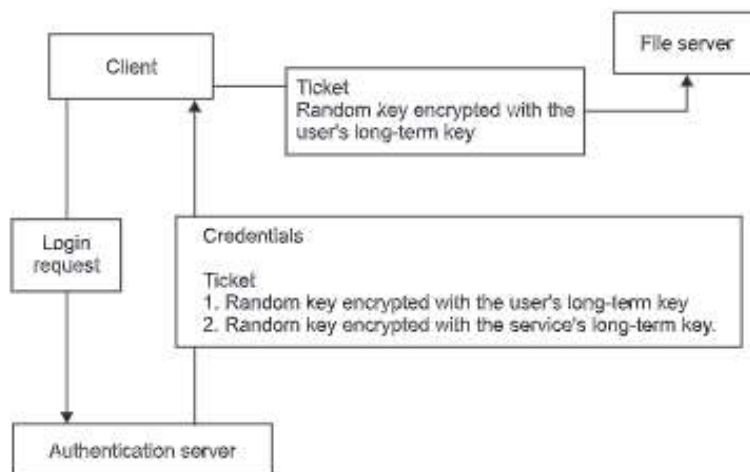 Client
File server
Ticket
Random key encrypted with the
user's long-term key
Login
request
Credentials
Ticket
1. Random key encrypted with the user's long-term key
2. Random key encrypted with the service's long-term key.
Authentication server